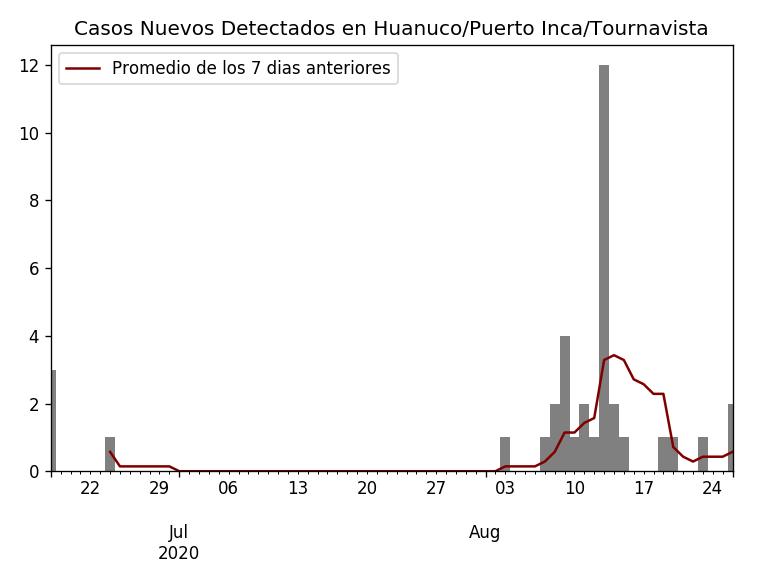 Casos Nuevos Detectados en Huanuco/Puerto Inca/Tournavista
Promedio de los 7 dias anteriores
12
10
8
6
4
2
0
22 29 06 13 20 27 03 10 17 24
Jul Aug
2020